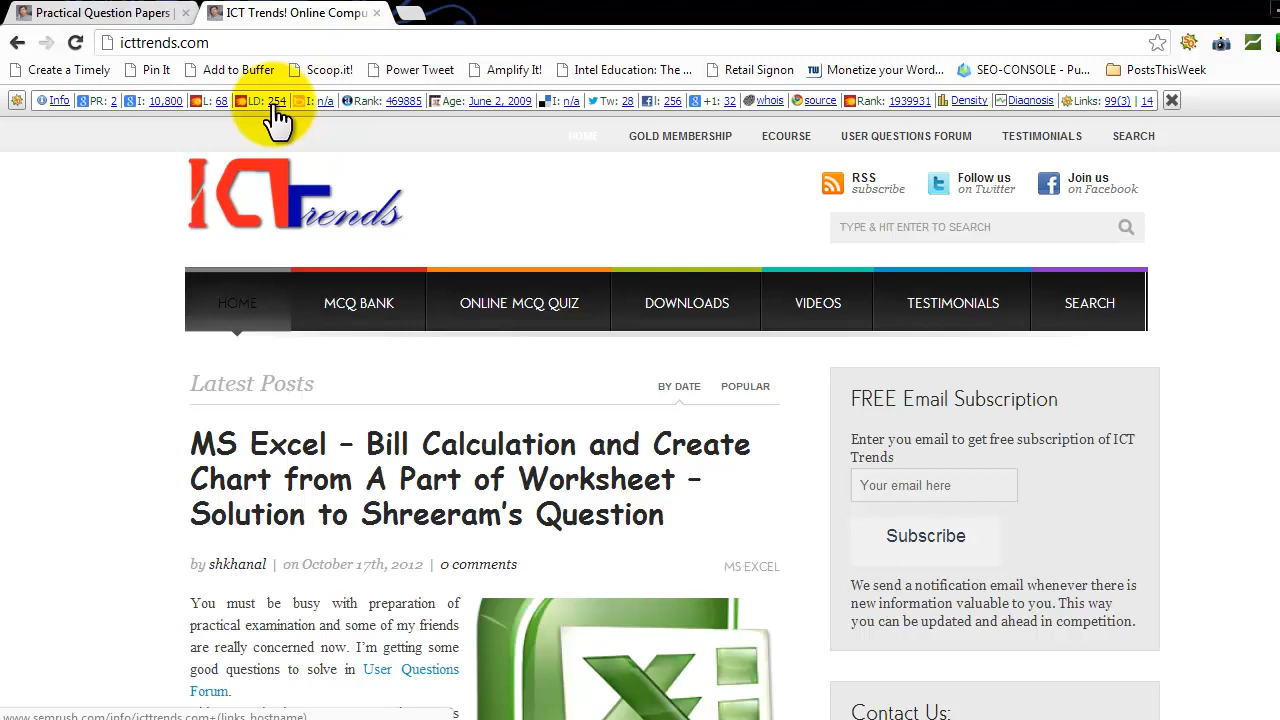 Practical Question Papers |
ICT Trends! Online Compu
icttrends.com
Create a Timely Pin It Add to Buffer Scoop.it! Power Tweet Amplify It! Intel Education: The ... Retail Signon Monetize your Word... SEO-CONSOLE - Pu... PostsThisWeek
Info PR: 2 I: 10,800 L: 68 LD: 254 I: n/a Rank: 469885 Age: June 2, 2009 I: n/a Tw: 28 I: 256 +1: 32 whois source Rank: 1939931 Density Diagnosis Links: 99(3) | 14
HOME GOLD MEMBERSHIP ECOURSE USER QUESTIONS FORUM TESTIMONIALS SEARCH
ICTrends
RSS subscribe
Follow us on Twitter
Join us on Facebook
TYPE & HIT ENTER TO SEARCH
HOME MCQ BANK ONLINE MCQ QUIZ DOWNLOADS VIDEOS TESTIMONIALS SEARCH
Latest Posts BY DATE POPULAR
MS Excel – Bill Calculation and Create
Chart from A Part of Worksheet –
Solution to Shreeram's Question
by shkhanal | on October 17th, 2012 | 0 comments MS EXCEL
You must be busy with preparation of
practical examination and some of my friends
are really concerned now. I'm getting some
good questions to solve in User Questions
Forum.
FREE Email Subscription
Enter you email to get free subscription of ICT
Trends
Your email here
Subscribe
We send a notification email whenever there is
new information valuable to you. This way
you can be updated and ahead in competition.
Contact Us:
www.semrush.com/info/icttrends.com+(links_hostname)